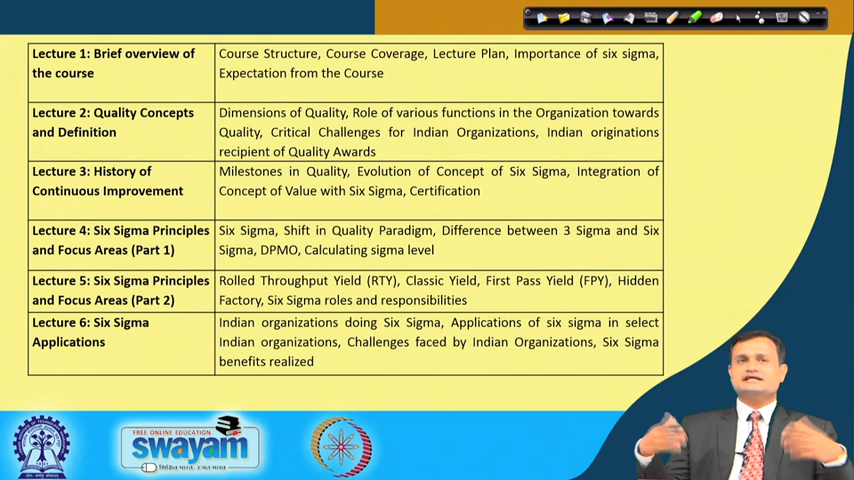 Lecture 1: Brief overview of
the course
Course Structure, Course Coverage, Lecture Plan, Importance of six sigma,
Expectation from the Course
Lecture 2: Quality Concepts
and Definition
Dimensions of Quality, Role of various functions in the Organization towards
Quality, Critical Challenges for Indian Organizations, Indian originations
recipient of Quality Awards
Lecture 3: History of
Continuous Improvement
Milestones in Quality, Evolution of Concept of Six Sigma, Integration of
Concept of Value with Six Sigma, Certification
Lecture 4: Six Sigma Principles
and Focus Areas (Part 1)
Six Sigma, Shift in Quality Paradigm, Difference between 3 Sigma and Six
Sigma, DPMO, Calculating sigma level
Lecture 5: Six Sigma Principles
and Focus Areas (Part 2)
Rolled Throughput Yield (RTY), Classic Yield, First Pass Yield (FPY), Hidden
Factory, Six Sigma roles and responsibilities
Lecture 6: Six Sigma
Applications
Indian organizations doing Six Sigma, Applications of six sigma in select
Indian organizations, Challenges faced by Indian Organizations, Six Sigma
benefits realized
FREE ONLINE EDUCATION
swayam